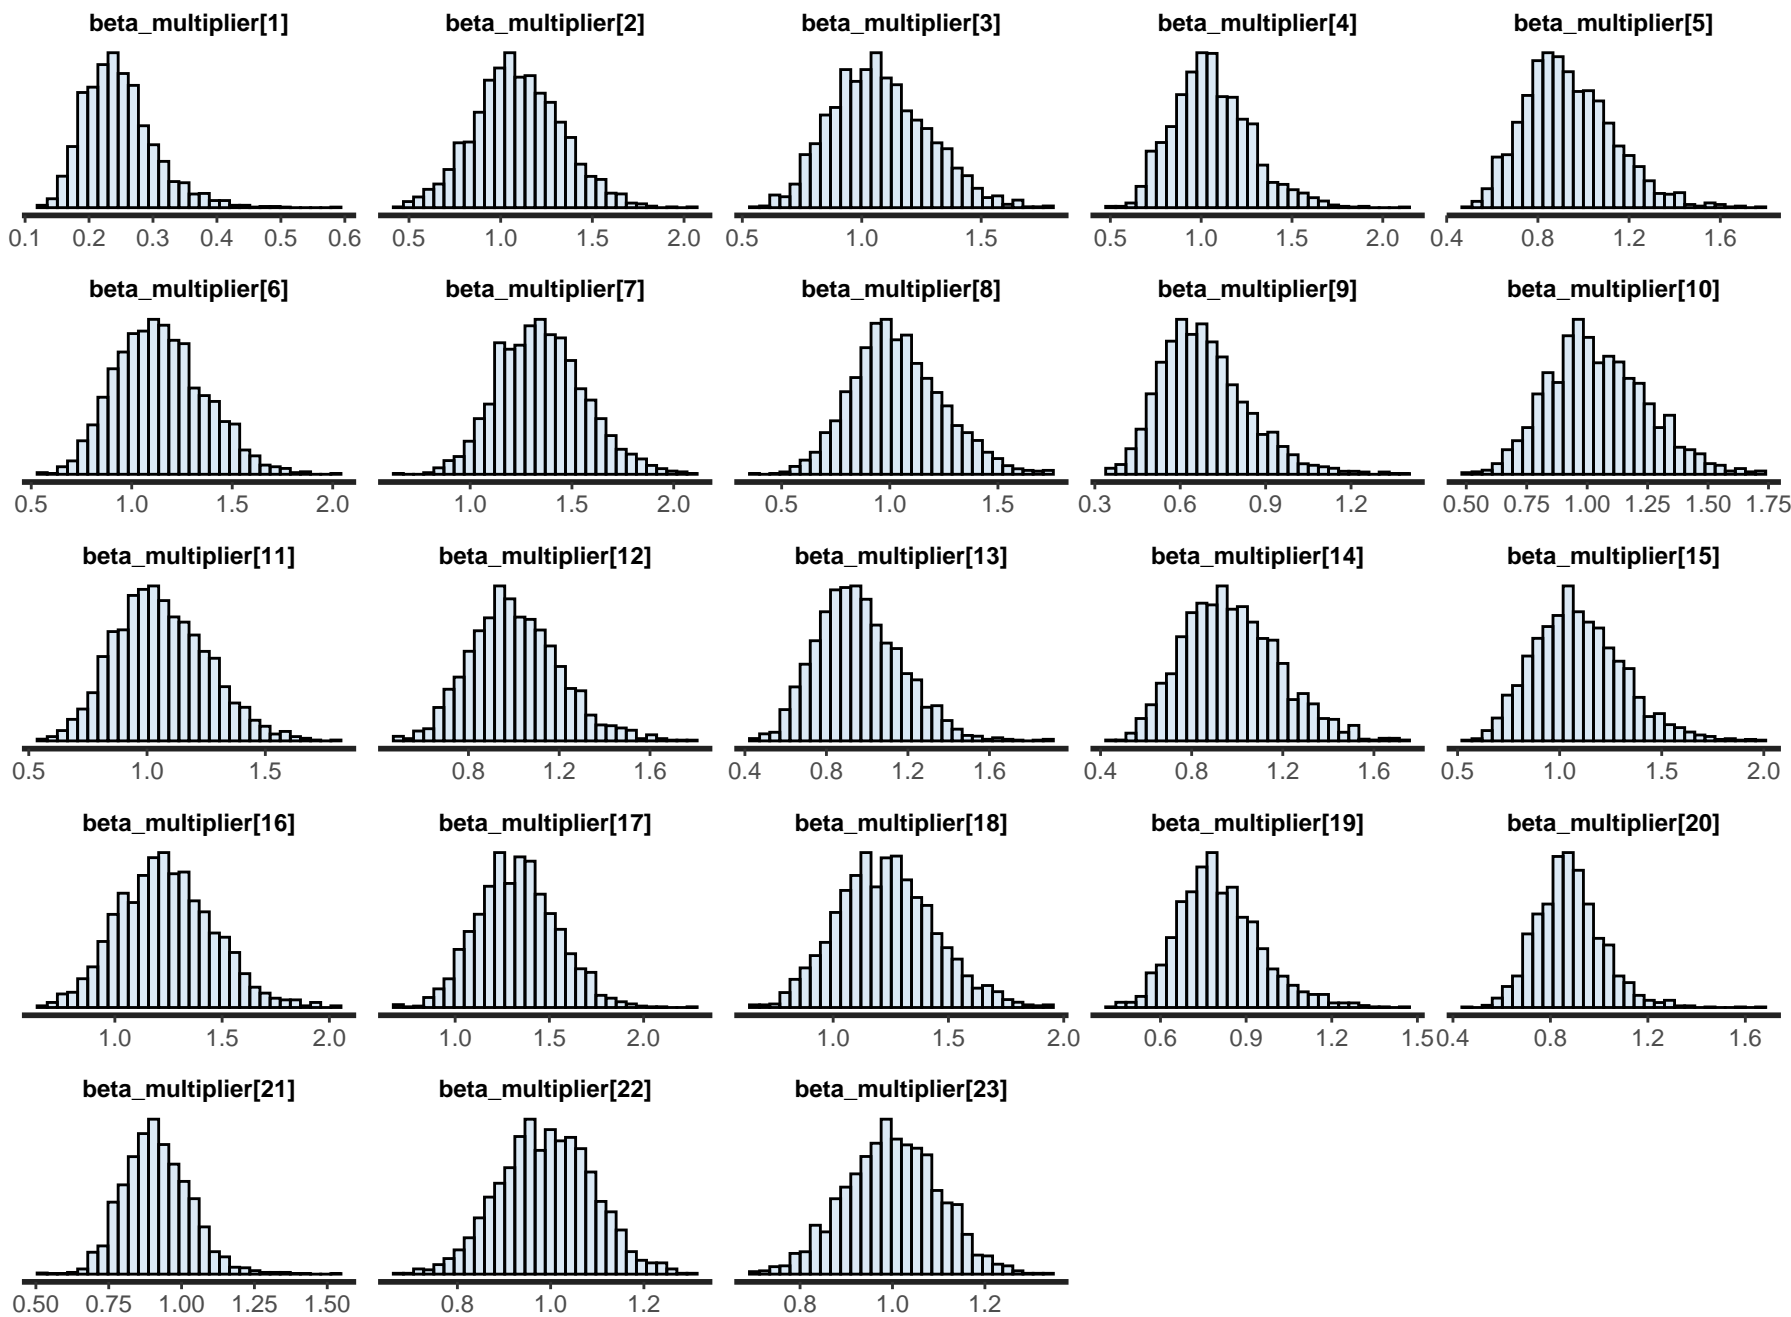 beta_multiplier[1] beta_multiplier[2] beta_multiplier[3] beta_multiplier[4] beta_multiplier[5]
0.1 0.2 0.3 0.4 0.5 0.6 0.5 1.0 1.5 2.0 0.5 1.0 1.5 0.5 1.0 1.5 2.0 0.4 0.8 1.2 1.6
beta_multiplier[6] beta_multiplier[7] beta_multiplier[8] beta_multiplier[9] beta_multiplier[10]
0.5 1.0 1.5 2.0 1.0 1.5 2.0 0.5 1.0 1.5 0.3 0.6 0.9 1.2 0.50 0.75 1.00 1.25 1.50 1.75
beta_multiplier[11] beta_multiplier[12] beta_multiplier[13] beta_multiplier[14] beta_multiplier[15]
0.5 1.0 1.5 0.8 1.2 1.6 0.4 0.8 1.2 1.6 0.4 0.8 1.2 1.6 0.5 1.0 1.5 2.0
beta_multiplier[16] beta_multiplier[17] beta_multiplier[18] beta_multiplier[19] beta_multiplier[20]
1.0 1.5 2.0 1.0 1.5 2.0 1.0 1.5 2.0 0.6 0.9 1.2 1.5 0.4 0.8 1.2 1.6
beta_multiplier[21] beta_multiplier[22] beta_multiplier[23]
0.50 0.75 1.00 1.25 1.50 0.8 1.0 1.2 0.8 1.0 1.2